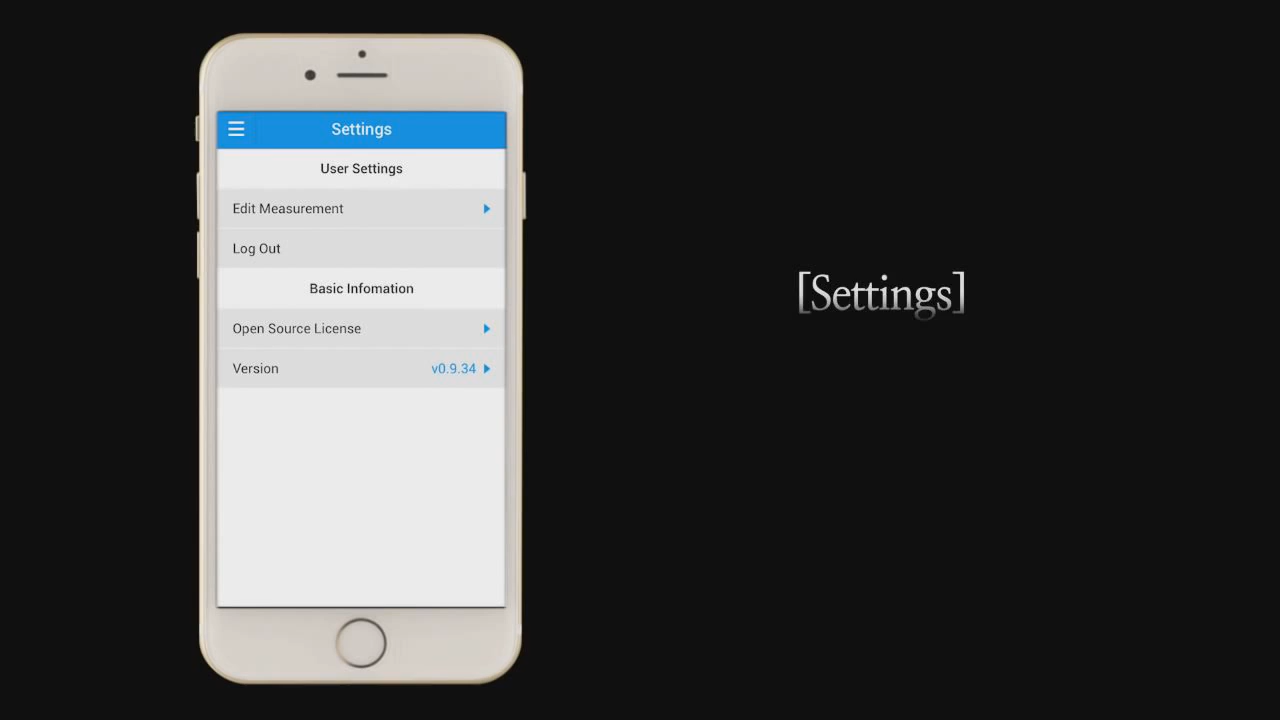 Settings
User Settings
Edit Measurement
Log Out
Basic Infomation
Open Source License
Version v0.9.34
[Settings]